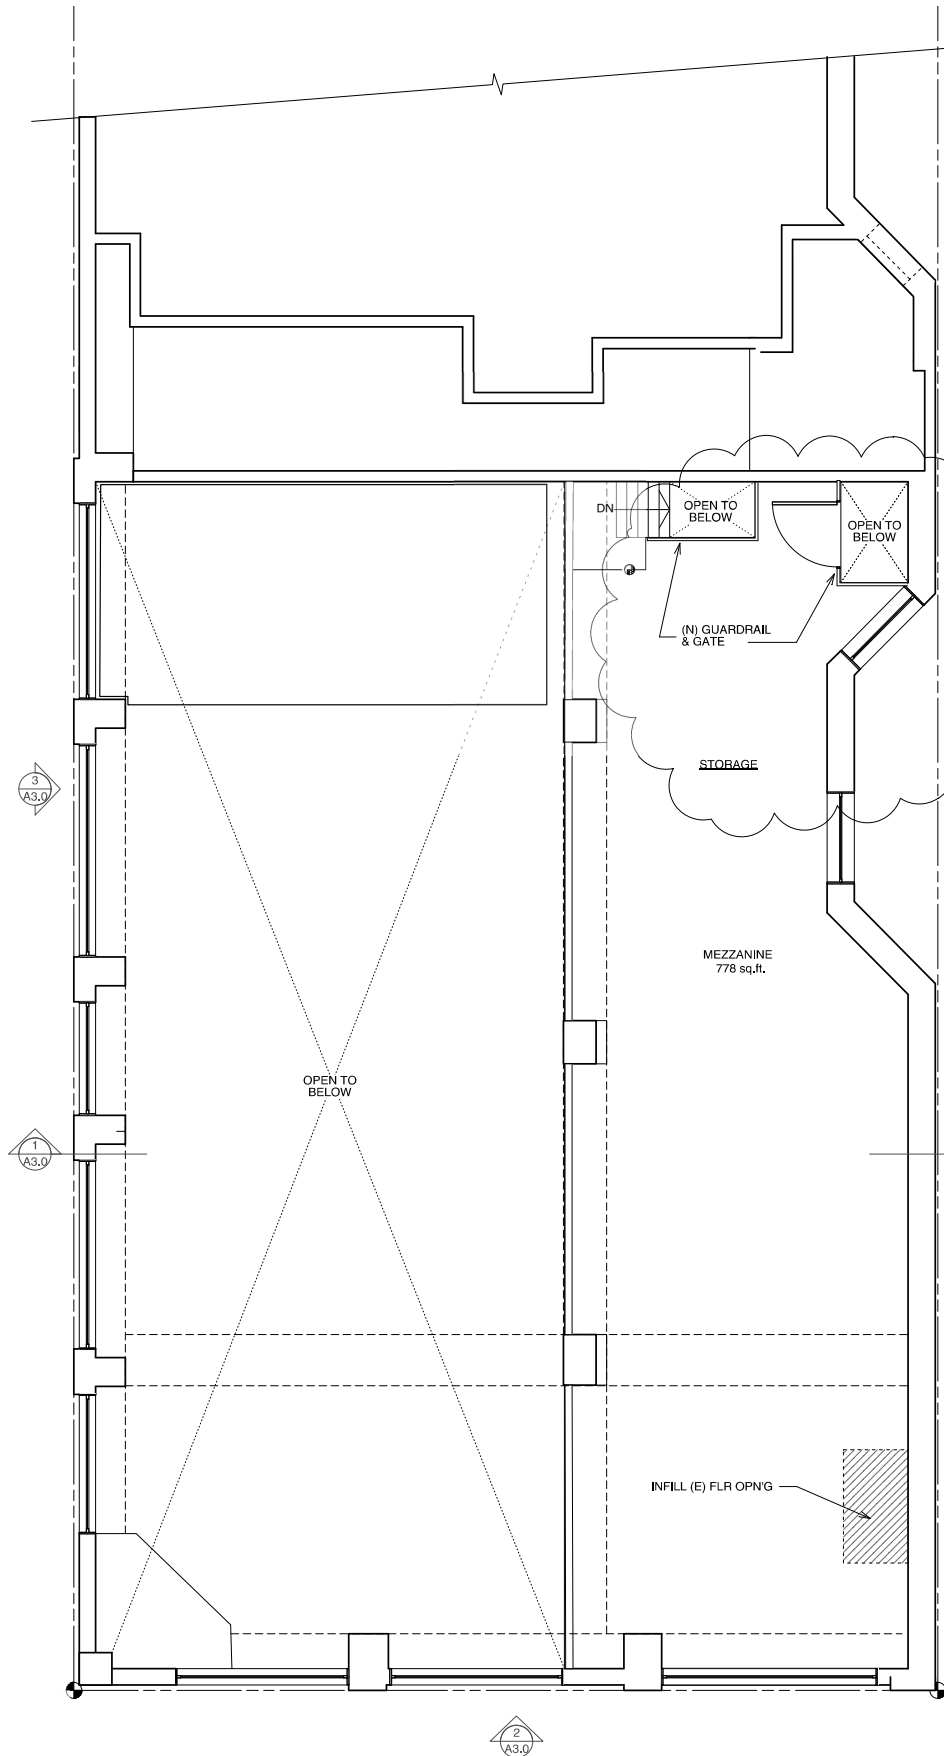 DN
OPEN TO
BELOW
OPEN TO
BELOW
(N) GUARDRAIL
& GATE
STORAGE
3
A3.0
MEZZANINE
778 sq.ft.
OPEN TO
BELOW
1
A3.0
INFILL (E) FLR OPN'G
2
A3.0